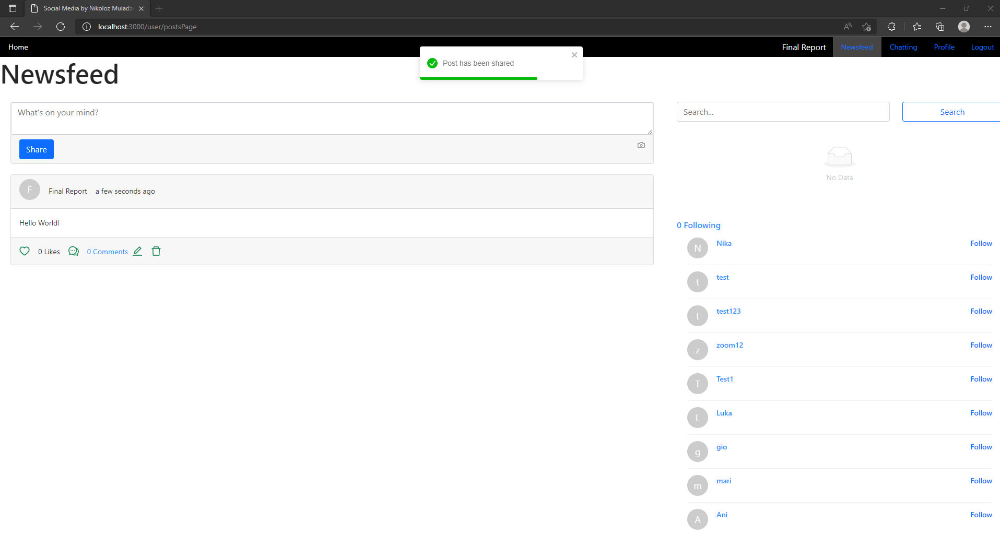 Social Media by Nikoloz Muladze
localhost:3000/user/postsPage
Home
Final Report
Newsfeed
Chatting
Profile
Logout
Post has been shared
Newsfeed
What's on your mind?
Share
Search...
Search
No Data
F
Final Report a few seconds ago
Hello World!
0 Likes 0 Comments
0 Following
N Nika Follow
t test Follow
t test123 Follow
z zoom12 Follow
T Test1 Follow
L Luka Follow
g gio Follow
m mari Follow
A Ani Follow